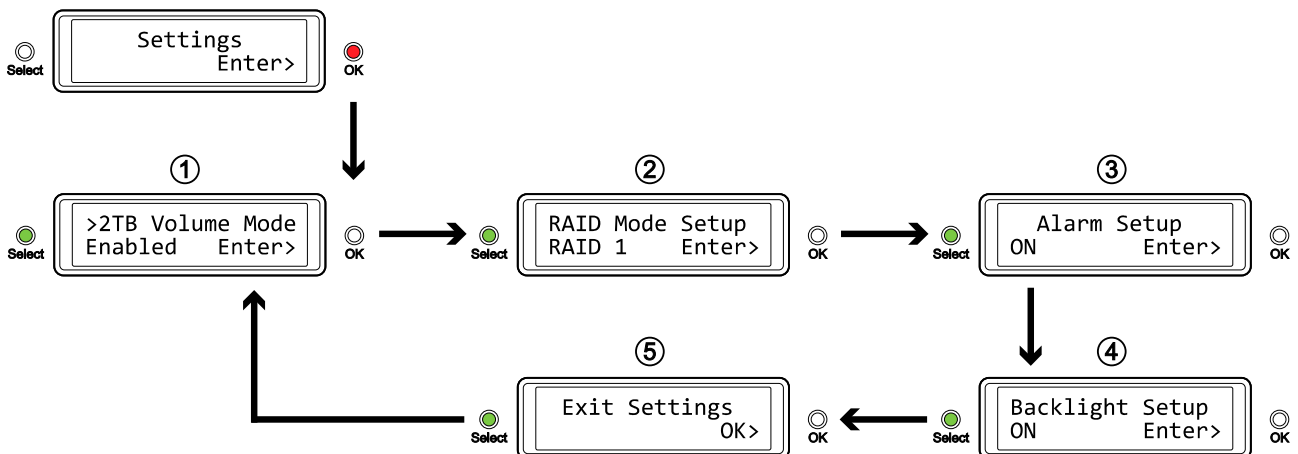 Settings
Enter>
Select
OK
①
>2TB Volume Mode
Enabled Enter>
Select
OK
②
RAID Mode Setup
RAID 1 Enter>
Select
OK
③
Alarm Setup
ON Enter>
Select
OK
④
Backlight Setup
ON Enter>
Select
OK
⑤
Exit Settings
OK>
Select
OK